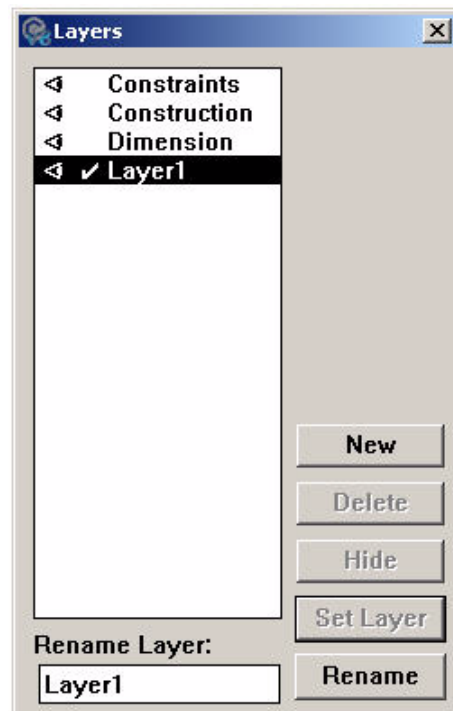 Layers
Constraints
Construction
Dimension
Layer1
New
Delete
Hide
Set Layer
Rename Layer:
Layer1
Rename